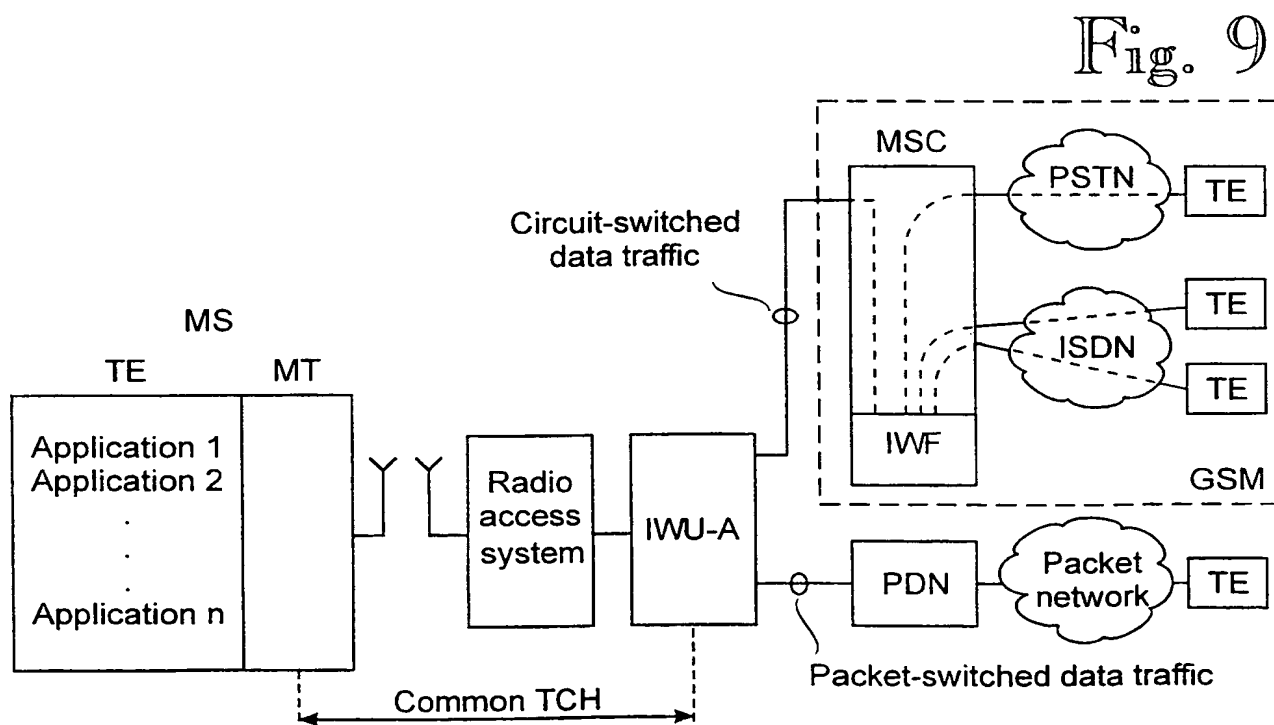 Fig. 9
MSC
PSTN
TE
Circuit-switched
data traffic
TE
ISDN
TE
MS
TE
MT
Application 1
Application 2
.
.
.
Application n
Radio
access
system
IWU-A
IWF
GSM
PDN
Packet
network
TE
Packet-switched data traffic
Common TCH